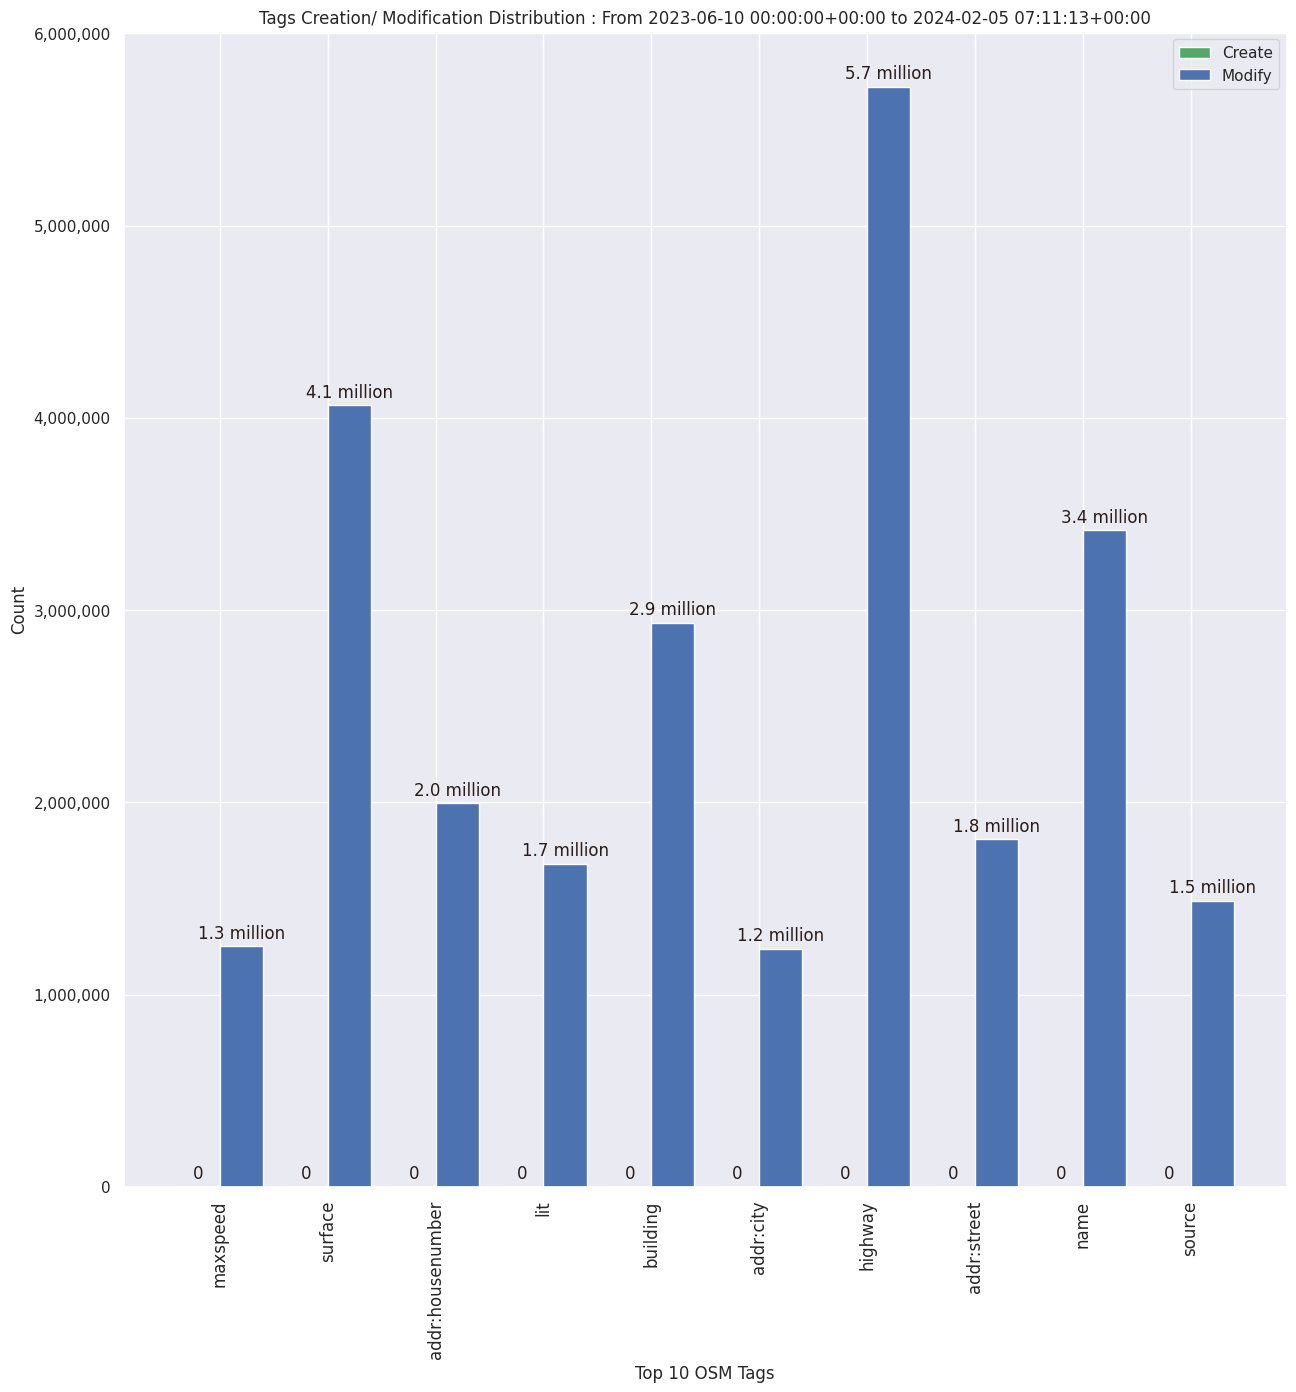 Tags Creation/ Modification Distribution : From 2023-06-10 00:00:00+00:00 to 2024-02-05 07:11:13+00:00
Create
Modify
Count
6,000,000
5,000,000
4,000,000
3,000,000
2,000,000
1,000,000
0
1.3 million
4.1 million
2.0 million
1.7 million
2.9 million
1.2 million
5.7 million
1.8 million
3.4 million
1.5 million
0
0
0
0
0
0
0
0
0
0
maxspeed
surface
addr:housenumber
lit
building
addr:city
highway
addr:street
name
source
Top 10 OSM Tags